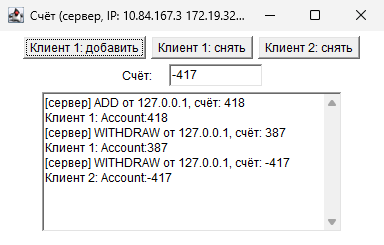 Счёт (сервер, IP: 10.84.167.3 172.19.32...
Клиент 1: добавить Клиент 1: снять Клиент 2: снять
Счёт: -417
[сервер] ADD от 127.0.0.1, счёт: 418
Клиент 1: Account:418
[сервер] WITHDRAW от 127.0.0.1, счёт: 387
Клиент 1: Account:387
[сервер] WITHDRAW от 127.0.0.1, счёт: -417
Клиент 2: Account:-417